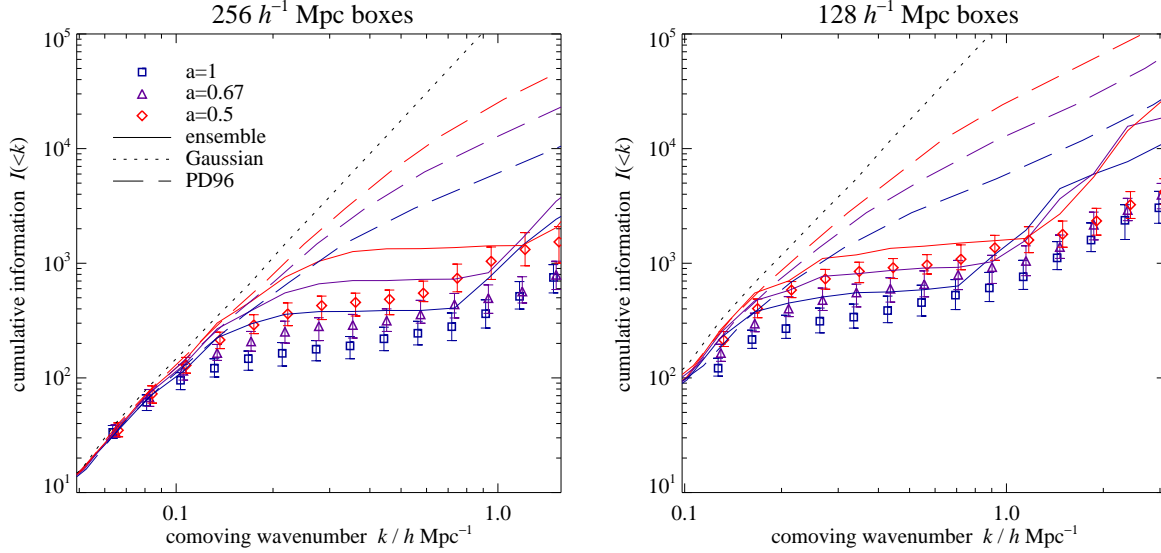 256 h⁻¹ Mpc boxes
10⁵
10⁴
10³
10²
10¹
cumulative information I(<k)
a=1
a=0.67
a=0.5
ensemble
Gaussian
PD96
0.1
1.0
comoving wavenumber k / h Mpc⁻¹
128 h⁻¹ Mpc boxes
10⁵
10⁴
10³
10²
10¹
cumulative information I(<k)
0.1
1.0
comoving wavenumber k / h Mpc⁻¹